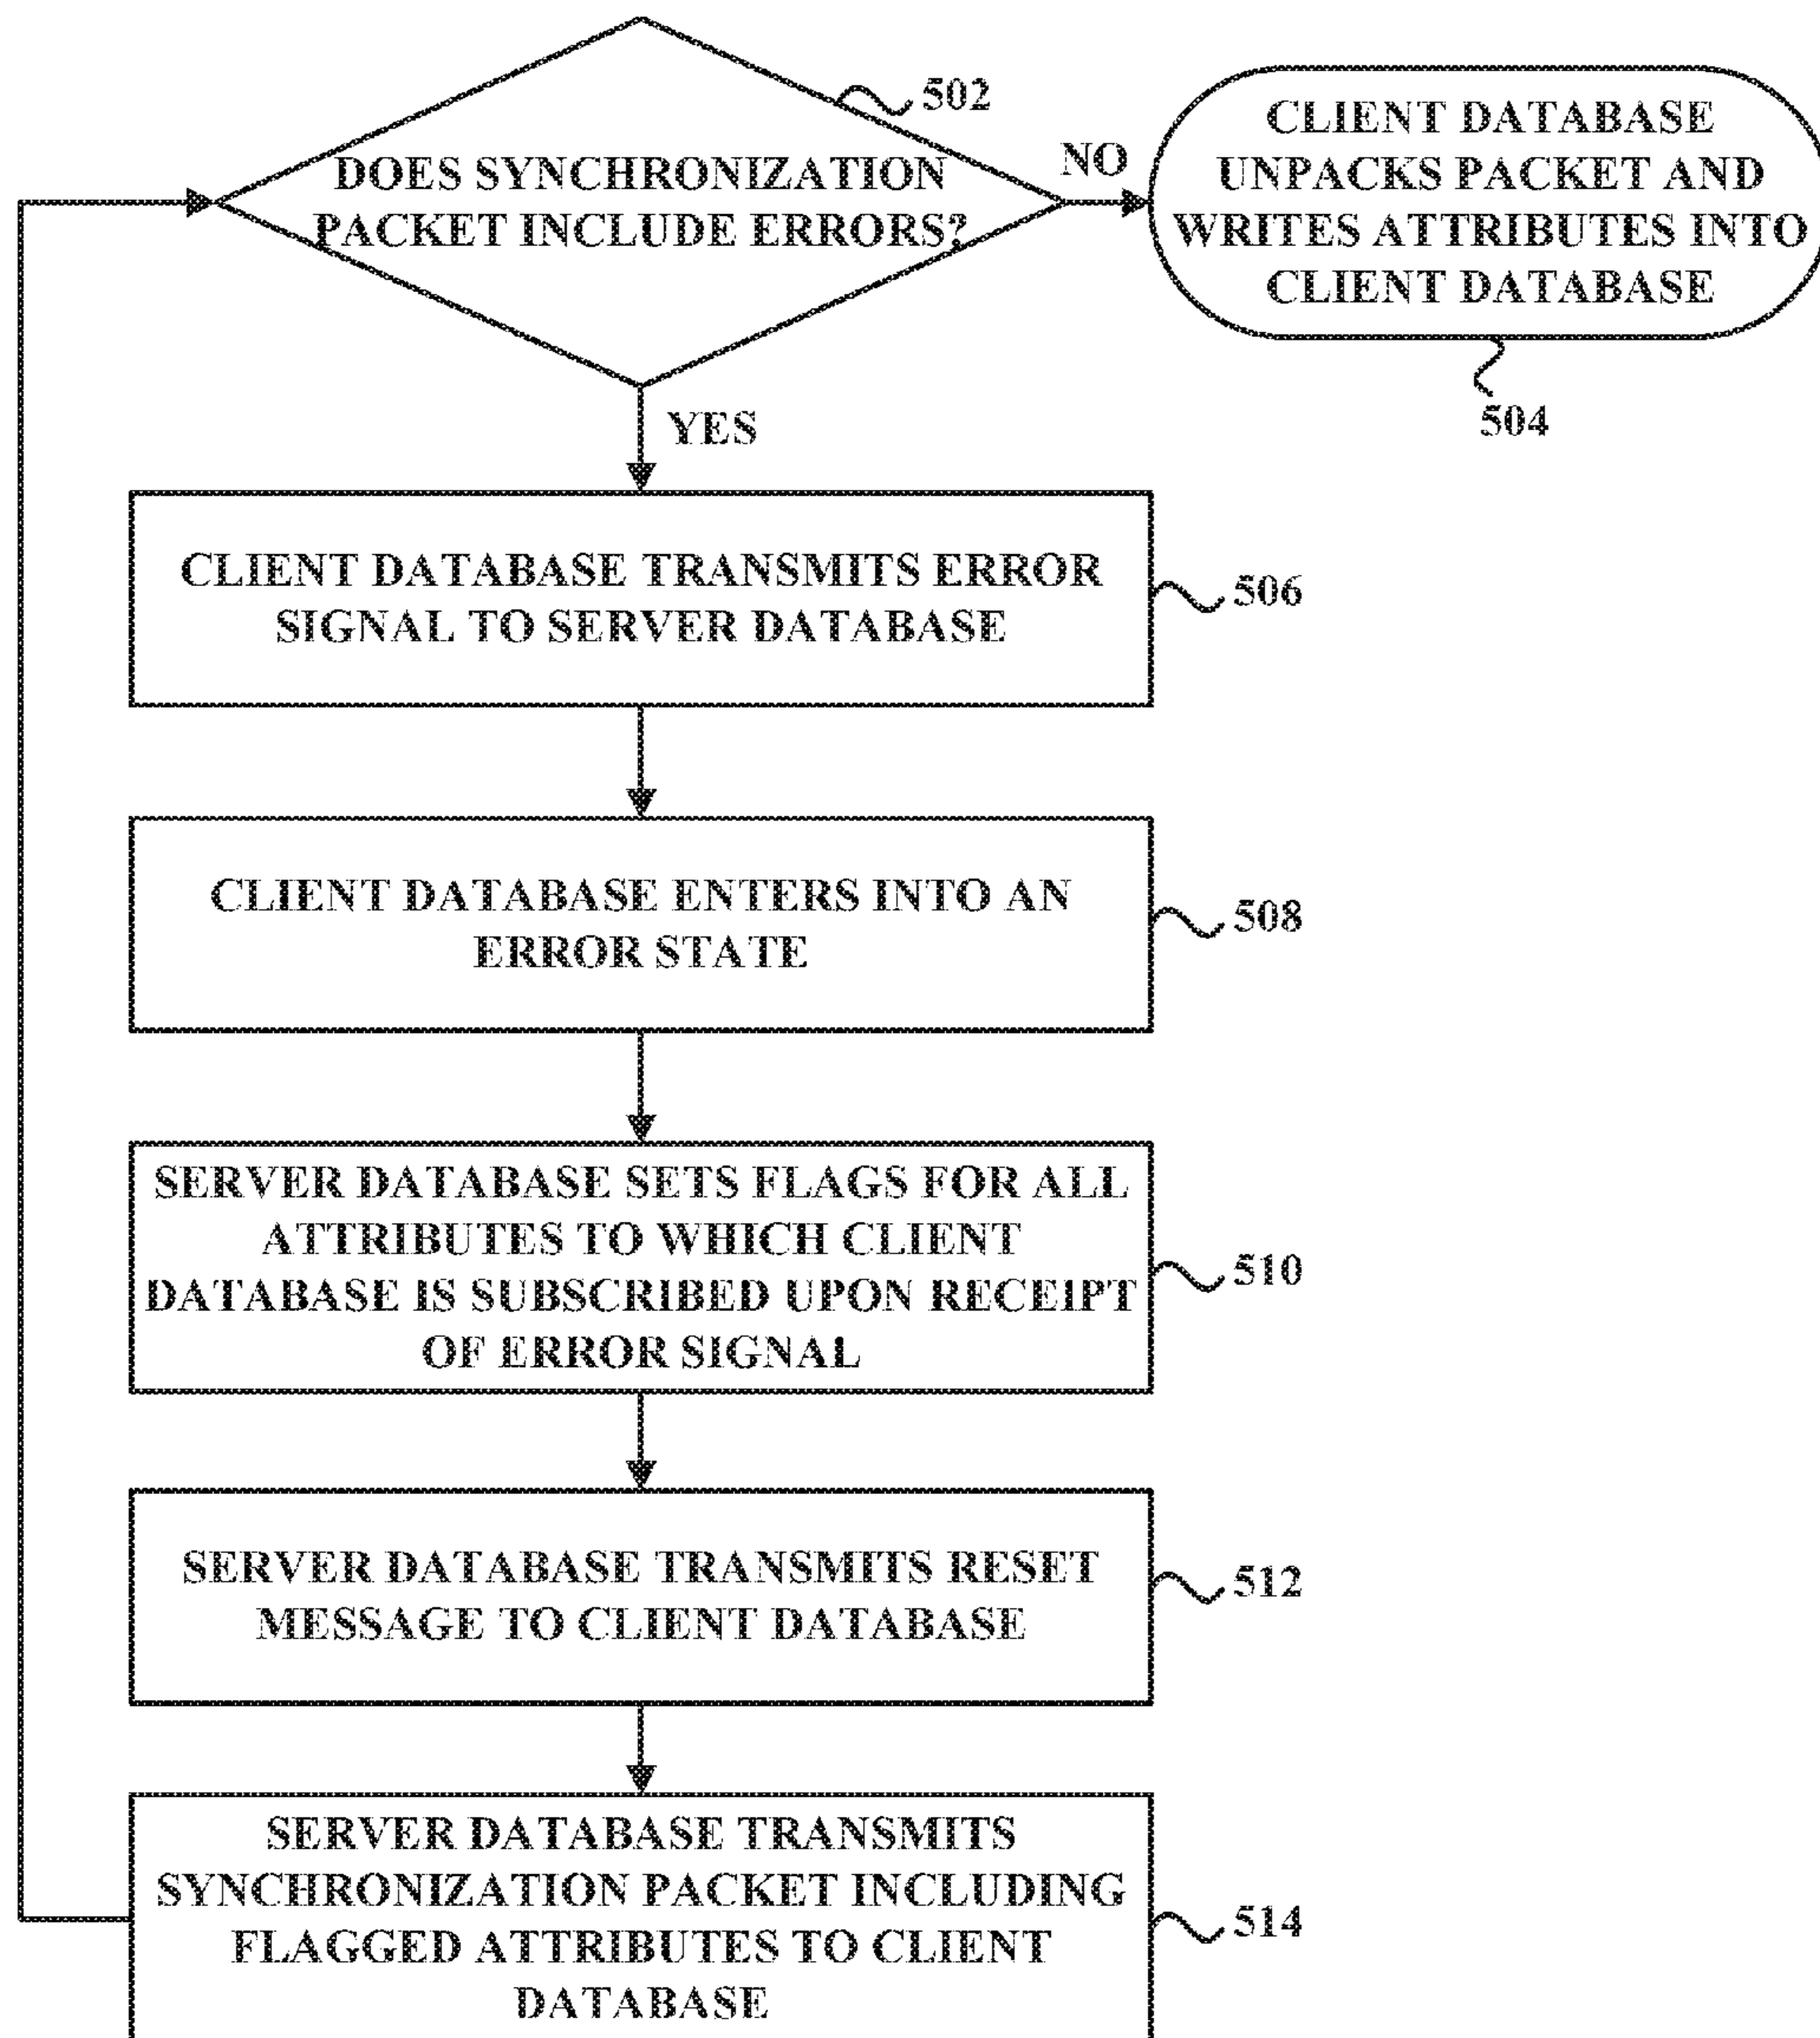 502
DOES SYNCHRONIZATION
PACKET INCLUDE ERRORS?
NO
CLIENT DATABASE
UNPACKS PACKET AND
WRITES ATTRIBUTES INTO
CLIENT DATABASE
504
YES
CLIENT DATABASE TRANSMITS ERROR
SIGNAL TO SERVER DATABASE
506
CLIENT DATABASE ENTERS INTO AN
ERROR STATE
508
SERVER DATABASE SETS FLAGS FOR ALL
ATTRIBUTES TO WHICH CLIENT
DATABASE IS SUBSCRIBED UPON RECEIPT
OF ERROR SIGNAL
510
SERVER DATABASE TRANSMITS RESET
MESSAGE TO CLIENT DATABASE
512
SERVER DATABASE TRANSMITS
SYNCHRONIZATION PACKET INCLUDING
FLAGGED ATTRIBUTES TO CLIENT
DATABASE
514